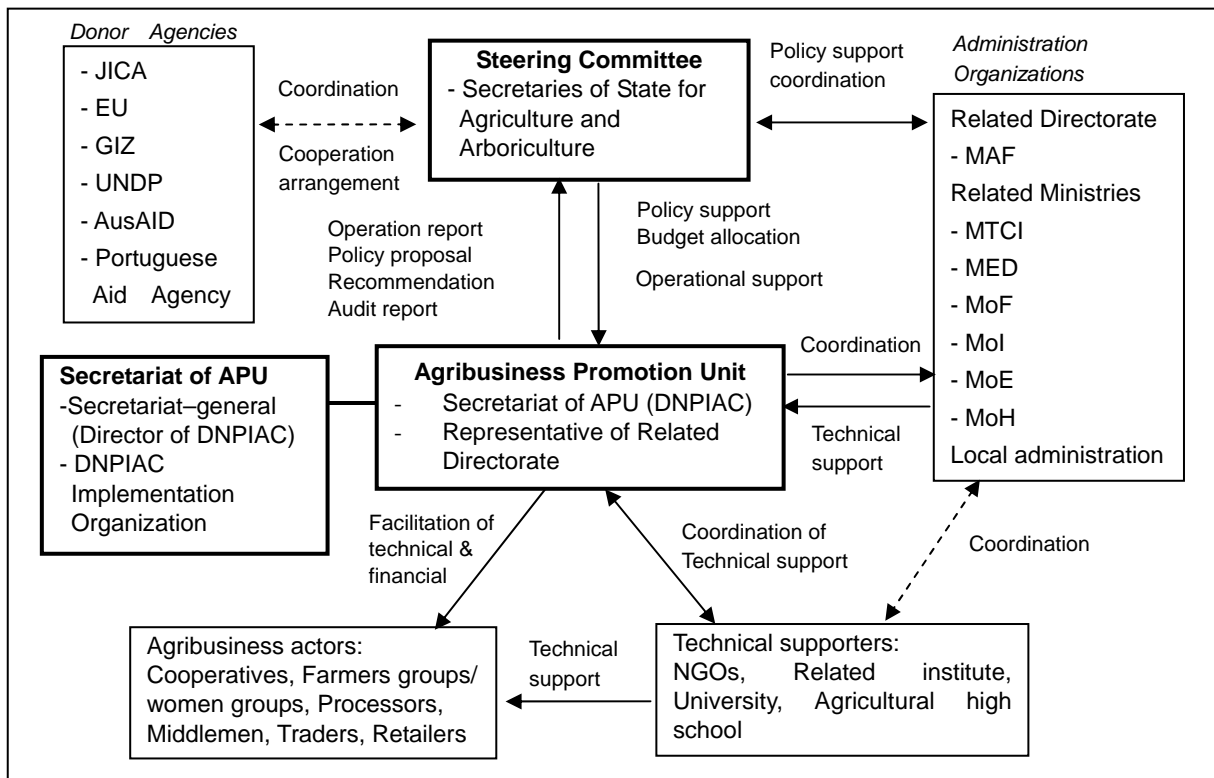 Donor Agencies
- JICA
- EU
- GIZ
- UNDP
- AusAID
- Portuguese
Aid Agency
Coordination
Cooperation
arrangement
Steering Committee
- Secretaries of State for
Agriculture and
Arboriculture
Policy support
coordination
Administration
Organizations
Related Directorate
- MAF
Related Ministries
- MTCI
- MED
- MoF
- MoI
- MoE
- MoH
Local administration
Operation report
Policy proposal
Recommendation
Audit report
Policy support
Budget allocation
Operational support
Secretariat of APU
-Secretariat–general
(Director of DNPIAC)
- DNPIAC
Implementation
Organization
Agribusiness Promotion Unit
- Secretariat of APU (DNPIAC)
- Representative of Related
Directorate
Coordination
Technical
support
Facilitation of
technical &
financial
Coordination of
Technical support
Coordination
Agribusiness actors:
Cooperatives, Farmers groups/
women groups, Processors,
Middlemen, Traders, Retailers
Technical
support
Technical supporters:
NGOs, Related institute,
University, Agricultural high
school